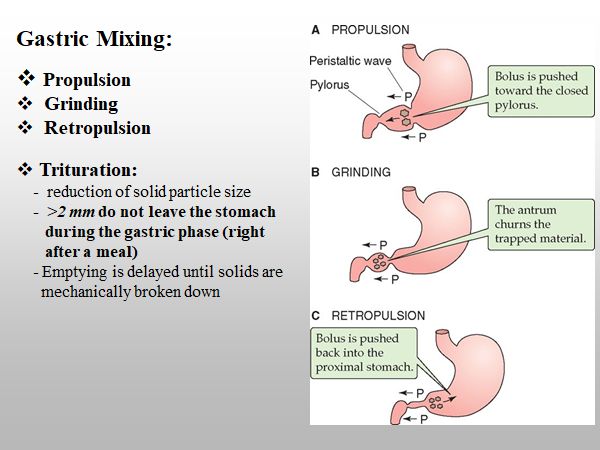 Gastric Mixing:
❖ Propulsion
❖ Grinding
❖ Retropulsion
❖ Trituration:
- reduction of solid particle size
- >2 mm do not leave the stomach
during the gastric phase (right
after a meal)
- Emptying is delayed until solids are
mechanically broken down
A PROPULSION
Peristaltic wave
Pylorus
P
P
Bolus is pushed
toward the closed
pylorus.
B GRINDING
P
P
The antrum
churns the
trapped material.
C RETROPULSION
Bolus is pushed
back into the
proximal stomach.
P
P